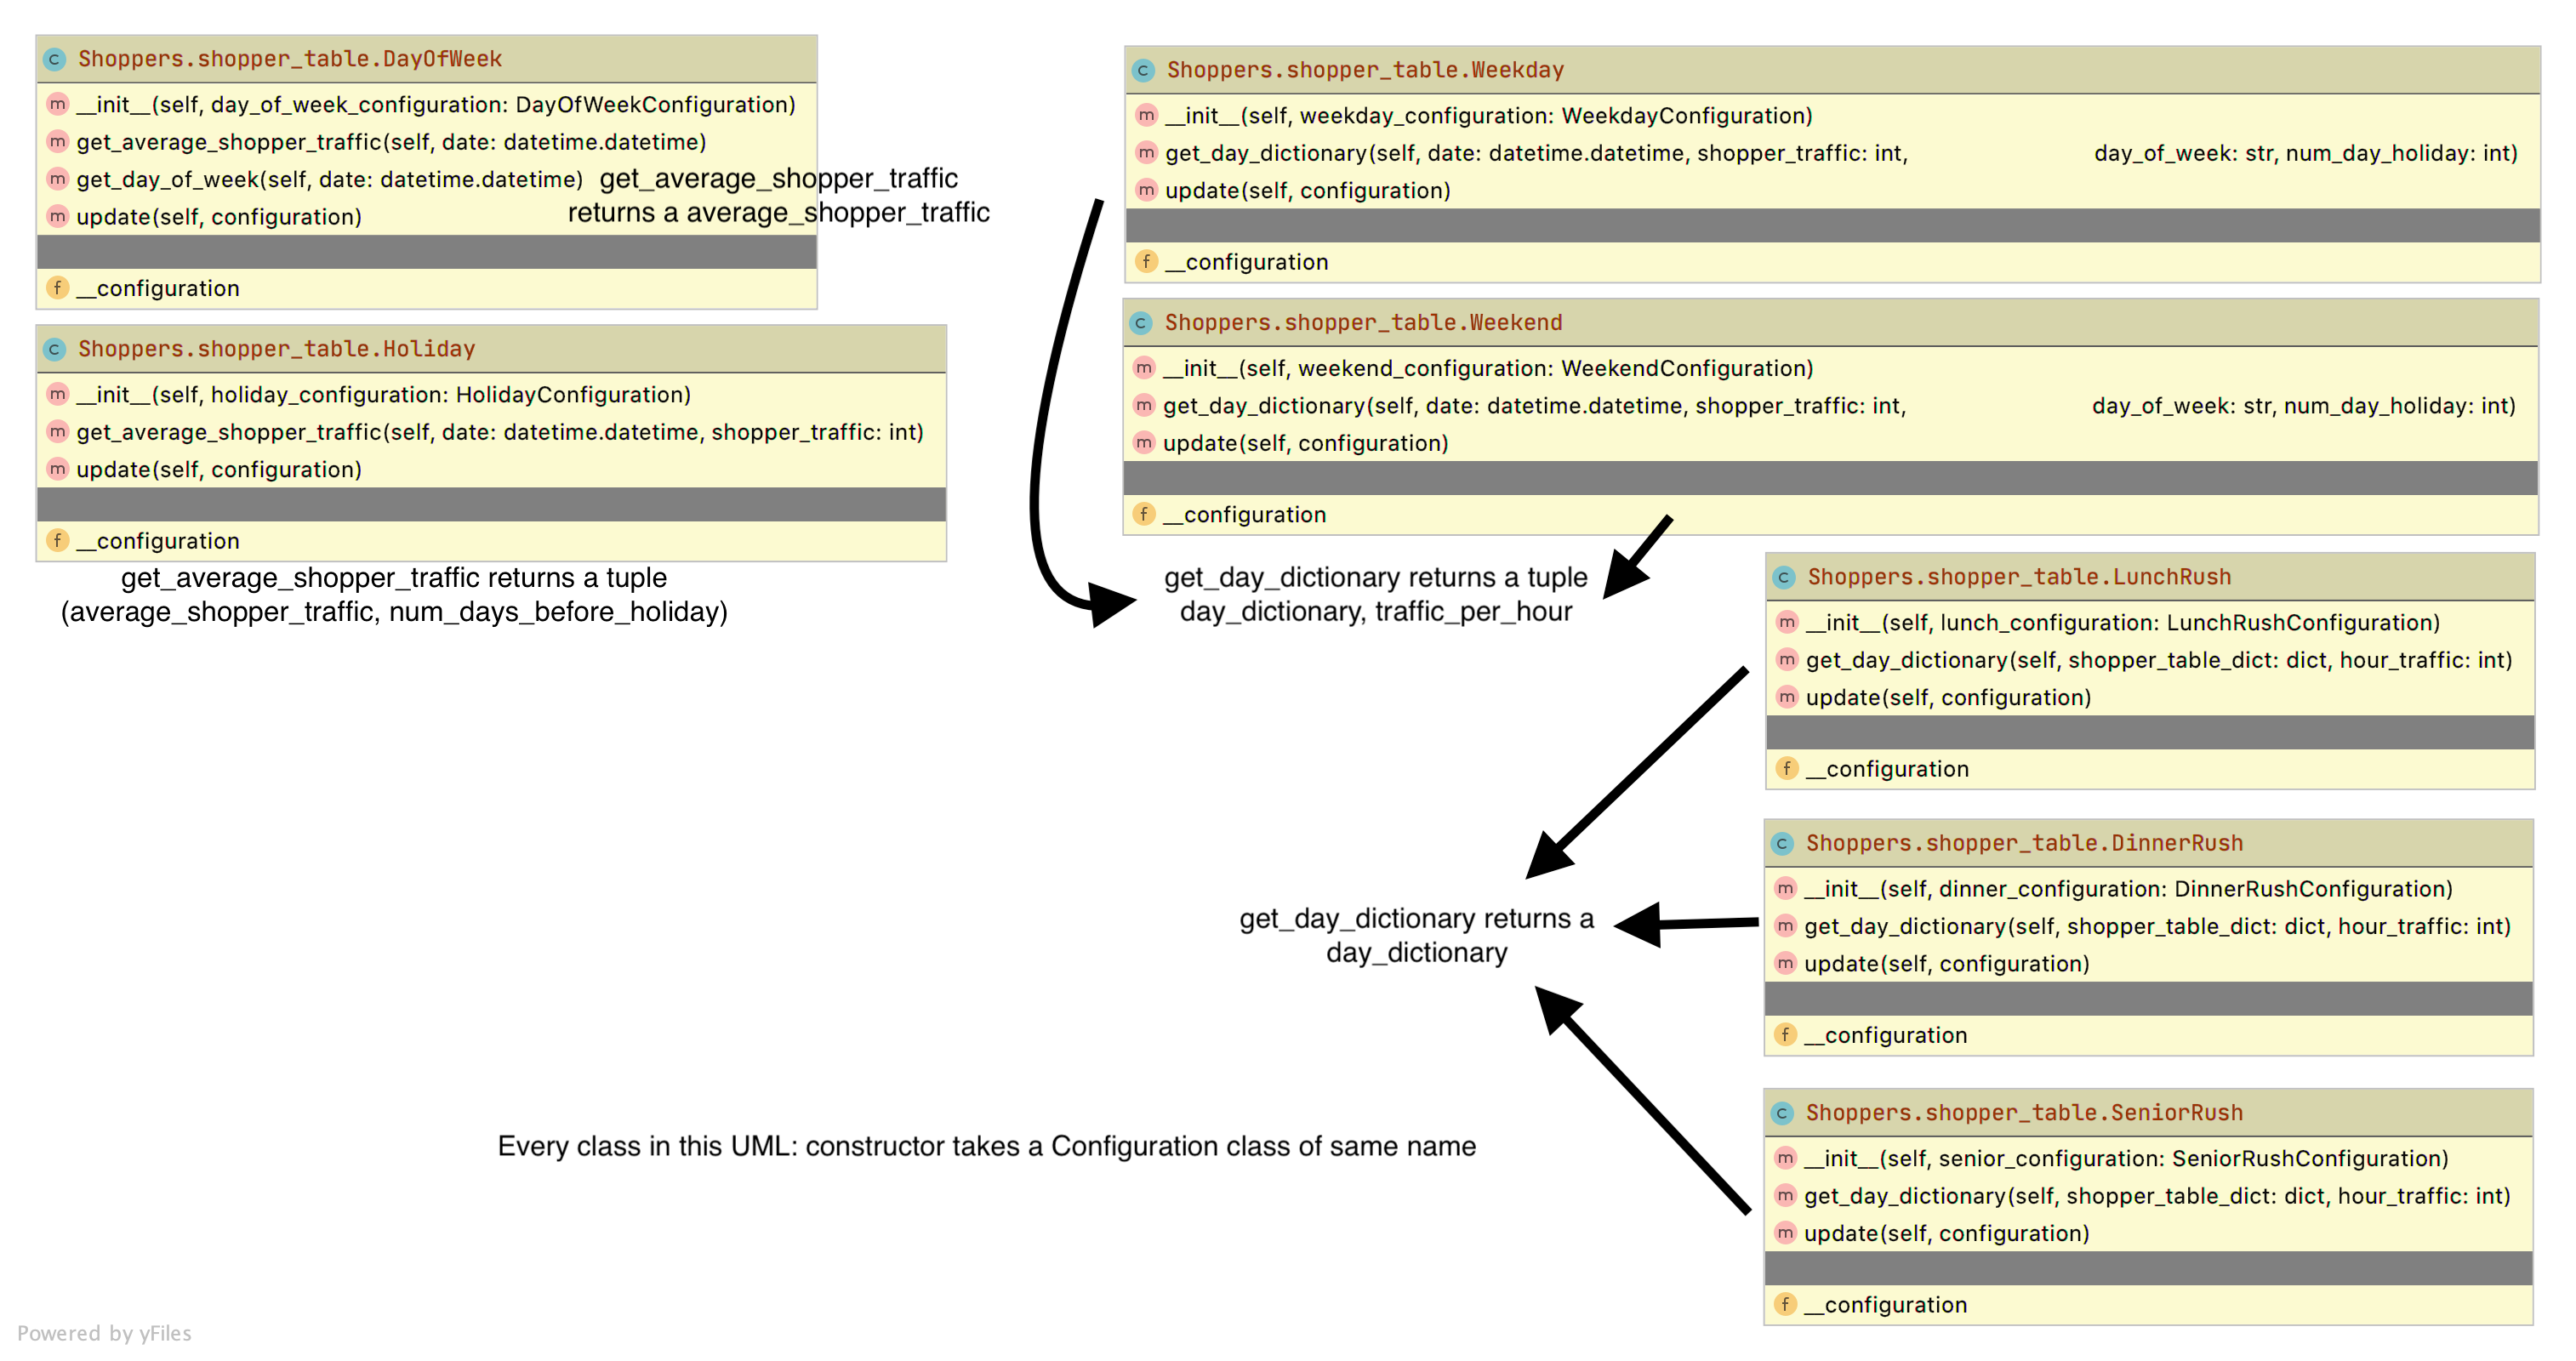 Shoppers.shopper_table.DayOfWeek
__init__(self, day_of_week_configuration: DayOfWeekConfiguration)
get_average_shopper_traffic(self, date: datetime.datetime)
get_day_of_week(self, date: datetime.datetime)
update(self, configuration)
__configuration
get_average_shopper_traffic
returns a average_shopper_traffic
Shoppers.shopper_table.Holiday
__init__(self, holiday_configuration: HolidayConfiguration)
get_average_shopper_traffic(self, date: datetime.datetime, shopper_traffic: int)
update(self, configuration)
__configuration
get_average_shopper_traffic returns a tuple
(average_shopper_traffic, num_days_before_holiday)
Shoppers.shopper_table.Weekday
__init__(self, weekday_configuration: WeekdayConfiguration)
get_day_dictionary(self, date: datetime.datetime, shopper_traffic: int, day_of_week: str, num_day_holiday: int)
update(self, configuration)
__configuration
Shoppers.shopper_table.Weekend
__init__(self, weekend_configuration: WeekendConfiguration)
get_day_dictionary(self, date: datetime.datetime, shopper_traffic: int, day_of_week: str, num_day_holiday: int)
update(self, configuration)
__configuration
get_day_dictionary returns a tuple
day_dictionary, traffic_per_hour
Shoppers.shopper_table.LunchRush
__init__(self, lunch_configuration: LunchRushConfiguration)
get_day_dictionary(self, shopper_table_dict: dict, hour_traffic: int)
update(self, configuration)
__configuration
Shoppers.shopper_table.DinnerRush
__init__(self, dinner_configuration: DinnerRushConfiguration)
get_day_dictionary(self, shopper_table_dict: dict, hour_traffic: int)
update(self, configuration)
__configuration
get_day_dictionary returns a
day_dictionary
Shoppers.shopper_table.SeniorRush
__init__(self, senior_configuration: SeniorRushConfiguration)
get_day_dictionary(self, shopper_table_dict: dict, hour_traffic: int)
update(self, configuration)
__configuration
Every class in this UML: constructor takes a Configuration class of same name
Powered by yFiles